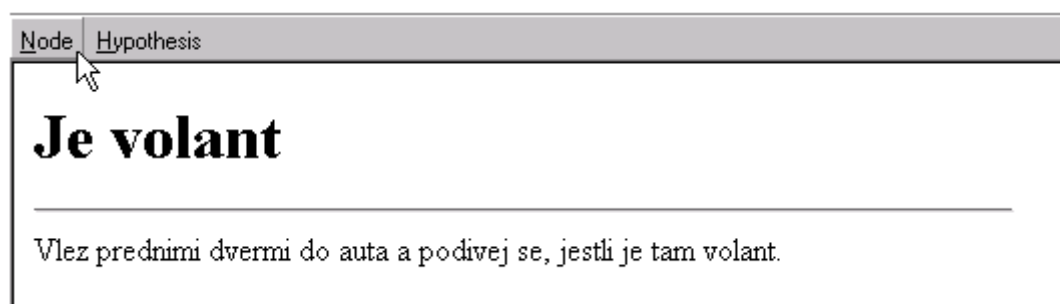 Node Hypothesis
Je volant
Vlez prednimi dvermi do auta a podivej se, jestli je tam volant.